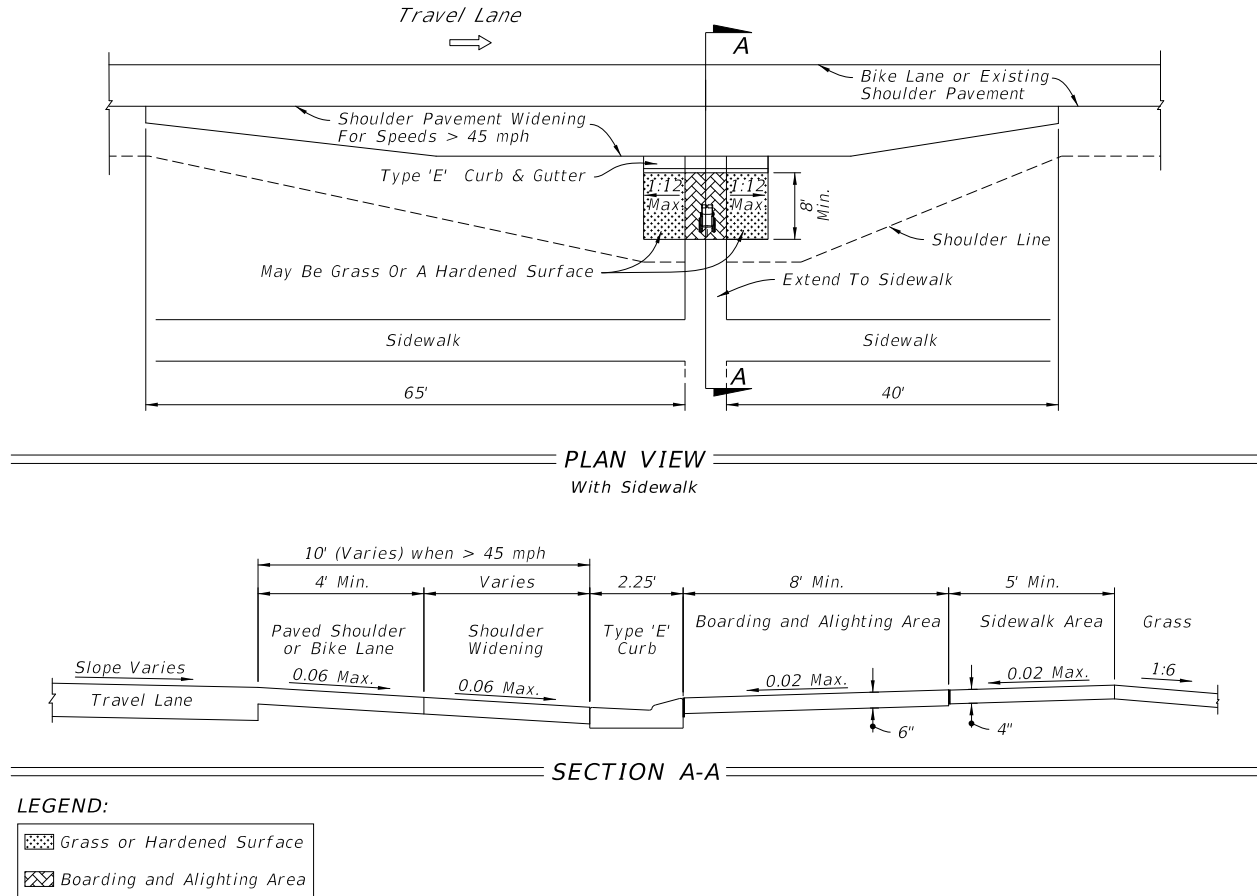 Travel Lane
A
Bike Lane or Existing
Shoulder Pavement
Shoulder Pavement Widening
For Speeds > 45 mph
Type 'E' Curb & Gutter
1:12
Max.
1:12
Max.
8'
Min.
Shoulder Line
May Be Grass Or A Hardened Surface
Extend To Sidewalk
Sidewalk
Sidewalk
A
65'
40'
PLAN VIEW
With Sidewalk
10' (Varies) when > 45 mph
4' Min.
Varies
2.25'
8' Min.
5' Min.
Paved Shoulder
or Bike Lane
Shoulder
Widening
Type 'E'
Curb
Boarding and Alighting Area
Sidewalk Area
Grass
Slope Varies
0.06 Max.
0.06 Max.
0.02 Max.
0.02 Max.
1:6
Travel Lane
6"
4"
SECTION A-A
LEGEND:
Grass or Hardened Surface
Boarding and Alighting Area